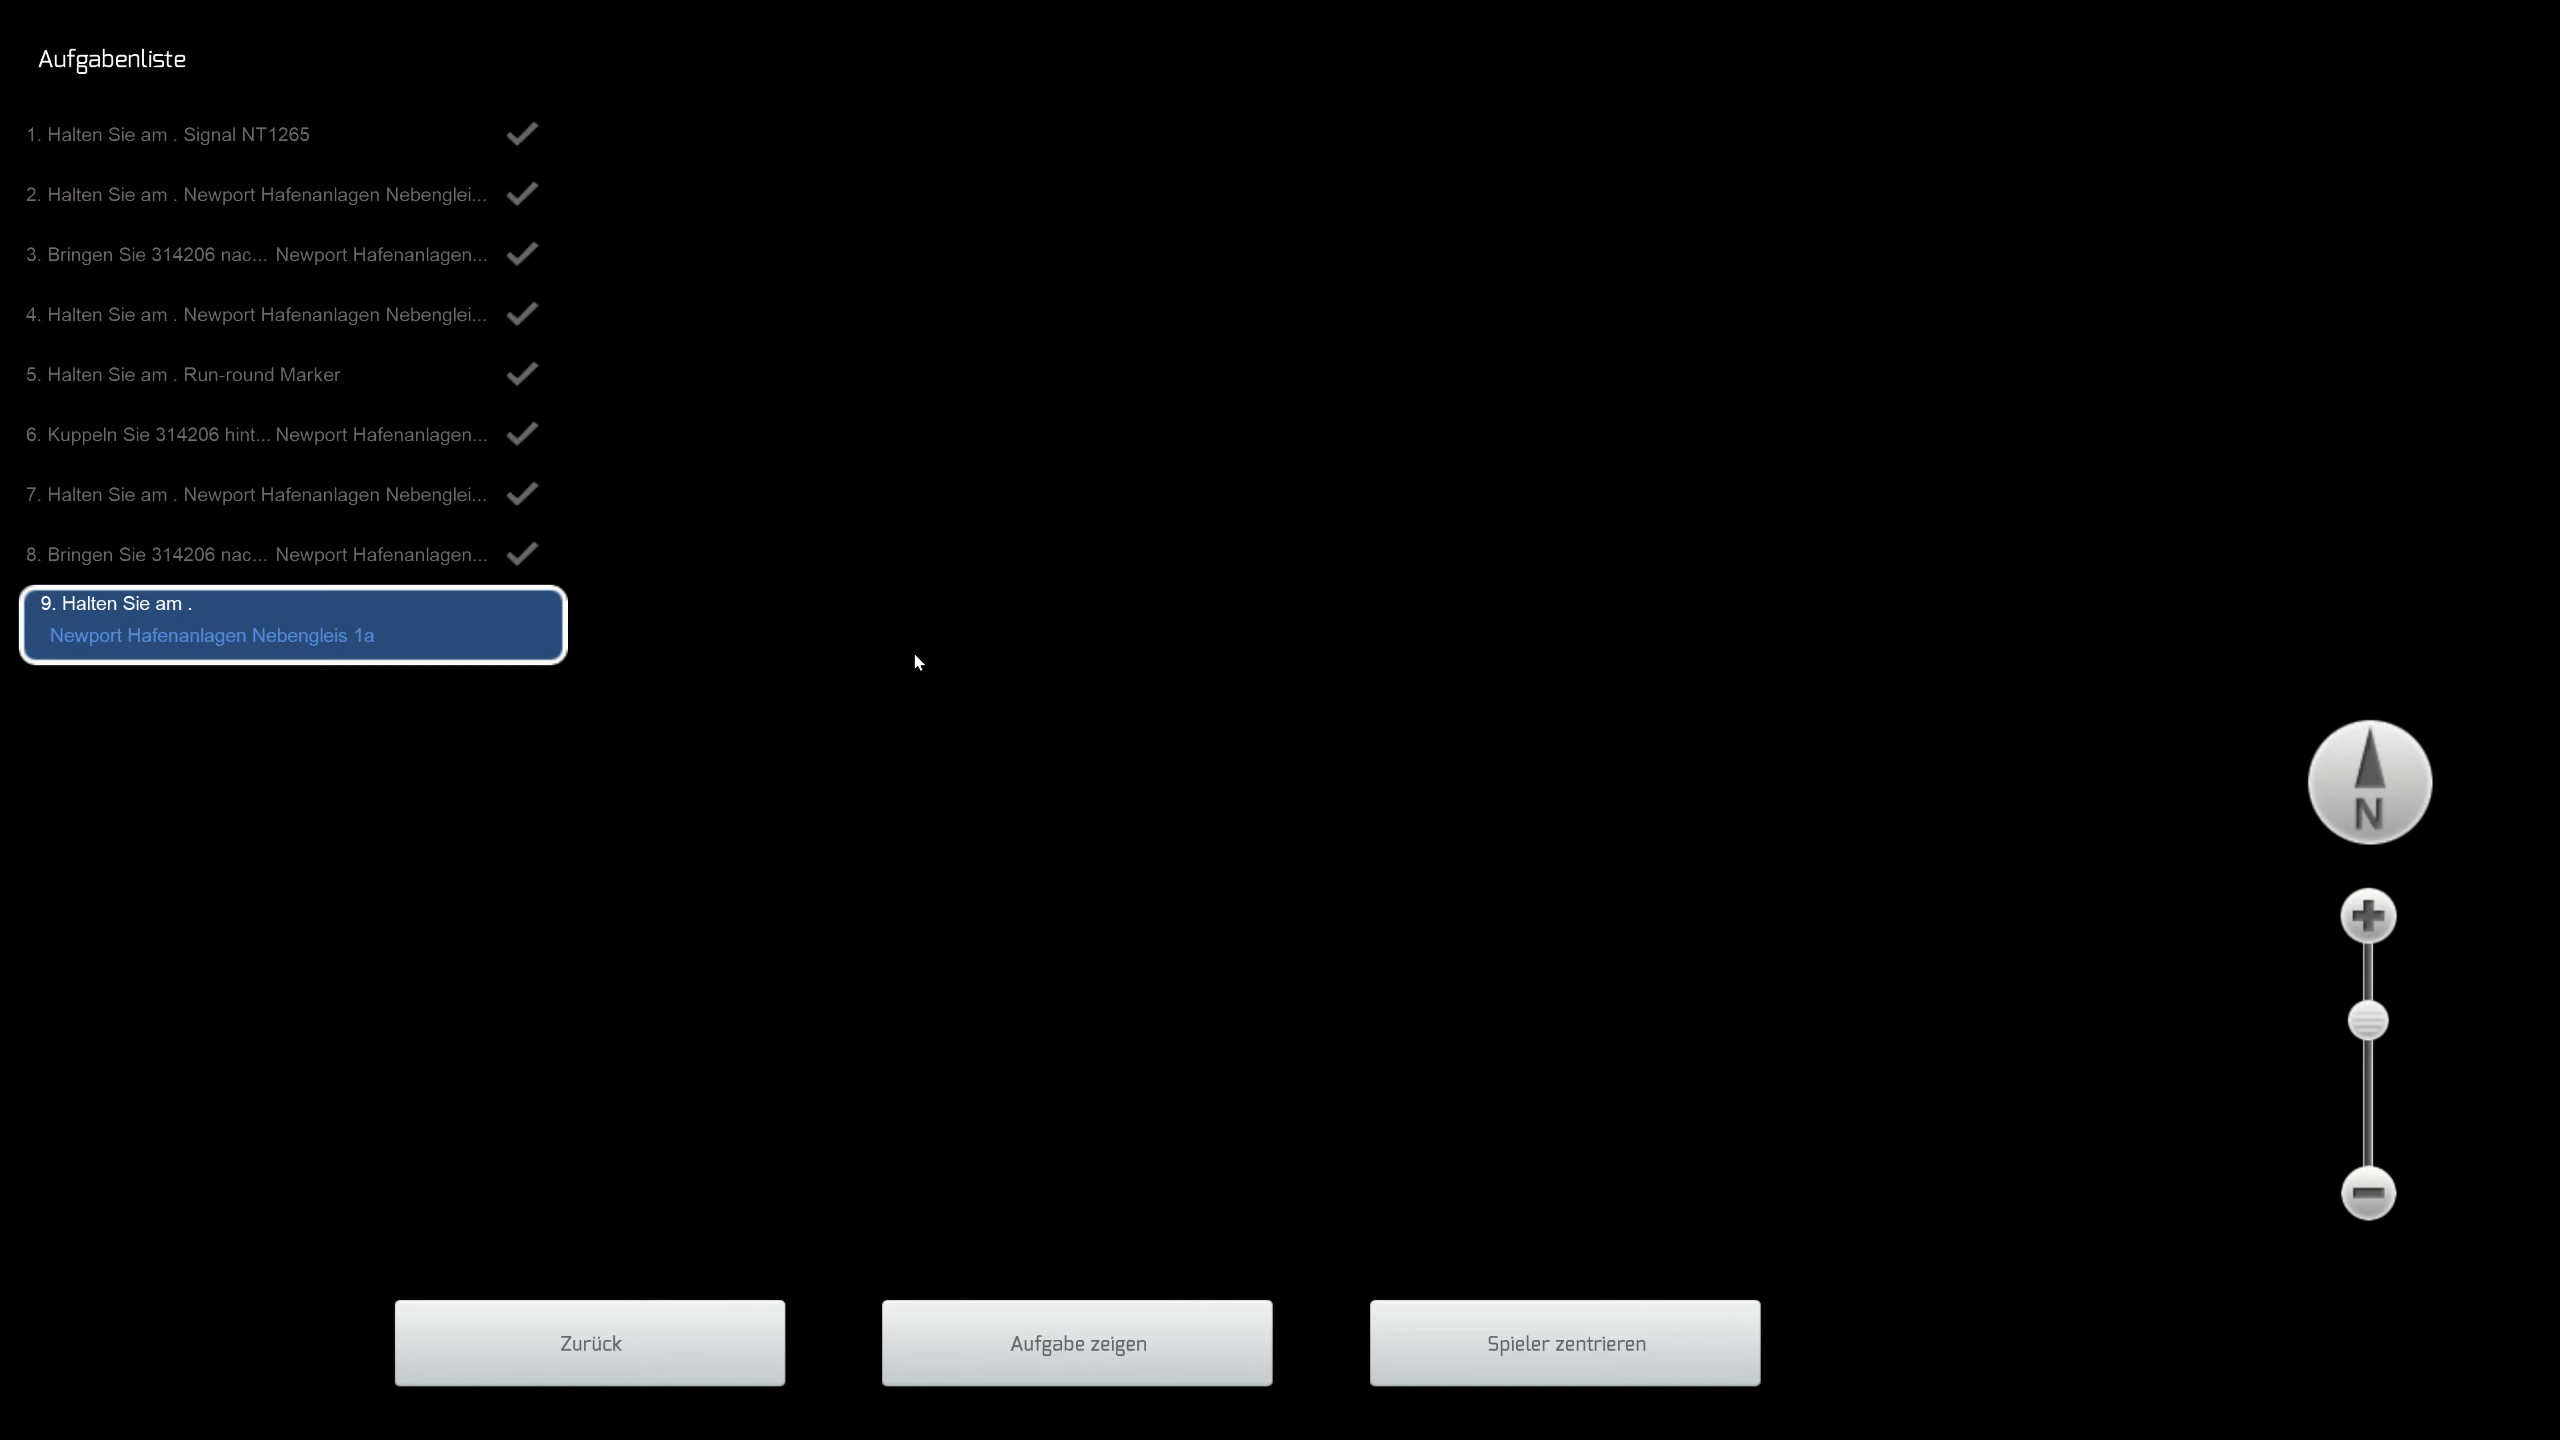 Aufgabenliste
1. Halten Sie am . Signal NT1265
2. Halten Sie am . Newport Hafenanlagen Nebenglei...
3. Bringen Sie 314206 nac... Newport Hafenanlagen...
4. Halten Sie am . Newport Hafenanlagen Nebenglei...
5. Halten Sie am . Run-round Marker
6. Kuppeln Sie 314206 hint... Newport Hafenanlagen...
7. Halten Sie am . Newport Hafenanlagen Nebenglei...
8. Bringen Sie 314206 nac... Newport Hafenanlagen...
9. Halten Sie am .
Newport Hafenanlagen Nebengleis 1a
N
Zurück
Aufgabe zeigen
Spieler zentrieren